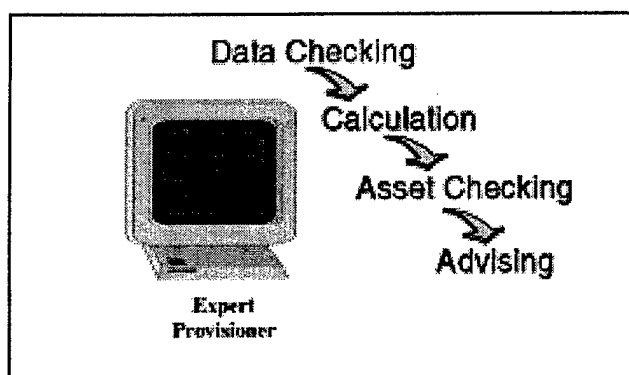 Data Checking
Calculation
Asset Checking
Advising
Expert
Provisioner